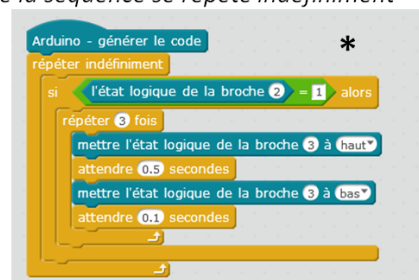 e la séquence se répète indéfiniment
Arduino - générer le code
*
répéter indéfiniment
si l'état logique de la broche 2 = 1 alors
répéter 3 fois
mettre l'état logique de la broche 3 à haut
attendre 0.5 secondes
mettre l'état logique de la broche 3 à bas
attendre 0.1 secondes